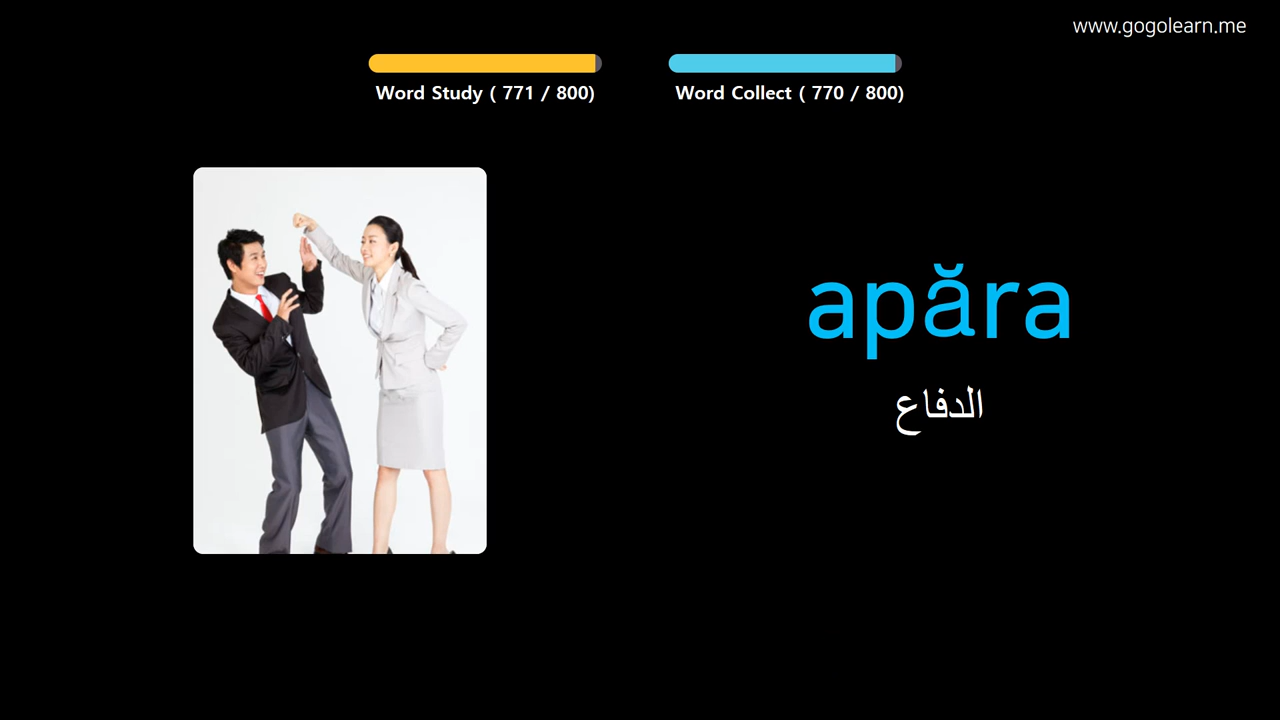 www.gogolearn.me
Word Study ( 771 / 800)
Word Collect ( 770 / 800)
apăra
الدفاع